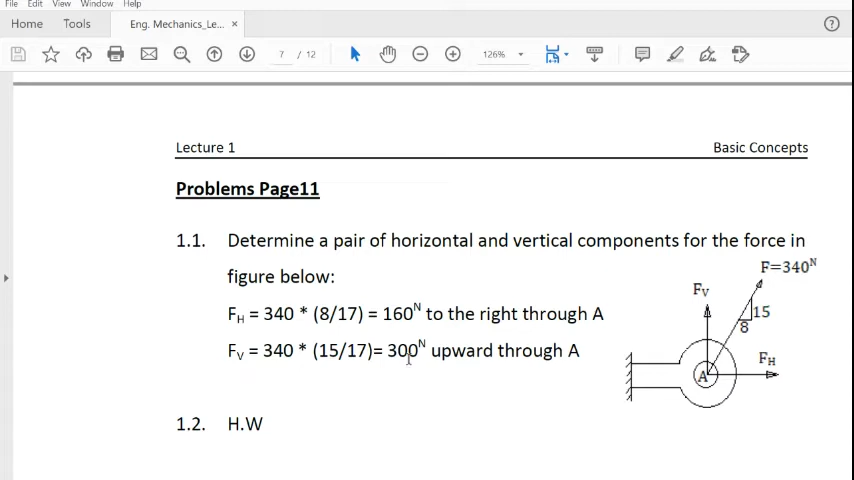 File Edit View Window Help
Home Tools Eng. Mechanics_Le... ×
7 / 12 126%
Lecture 1 Basic Concepts
Problems Page11
1.1. Determine a pair of horizontal and vertical components for the force in
figure below:
F=340N
FH = 340 * (8/17) = 160N to the right through A
FV
15
8
FV = 340 * (15/17)= 300N upward through A
FH
A
1.2. H.W